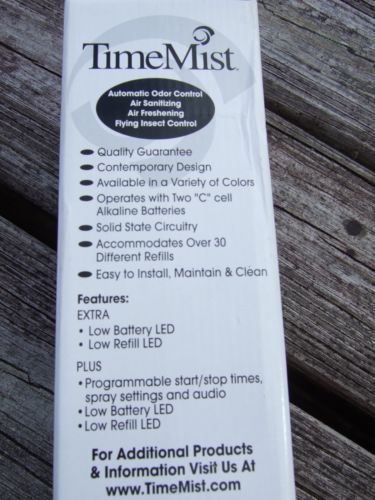 TimeMist
Automatic Odor Control
Air Sanitizing
Air Freshening
Flying Insect Control
Quality Guarantee
Contemporary Design
Available in a Variety of Colors
Operates with Two "C" cell
Alkaline Batteries
Solid State Circuitry
Accommodates Over 30
Different Refills
Easy to Install, Maintain & Clean
Features:
EXTRA
• Low Battery LED
• Low Refill LED
PLUS
• Programmable start/stop times,
spray settings and audio
• Low Battery LED
• Low Refill LED
For Additional Products
& Information Visit Us At
www.TimeMist.com